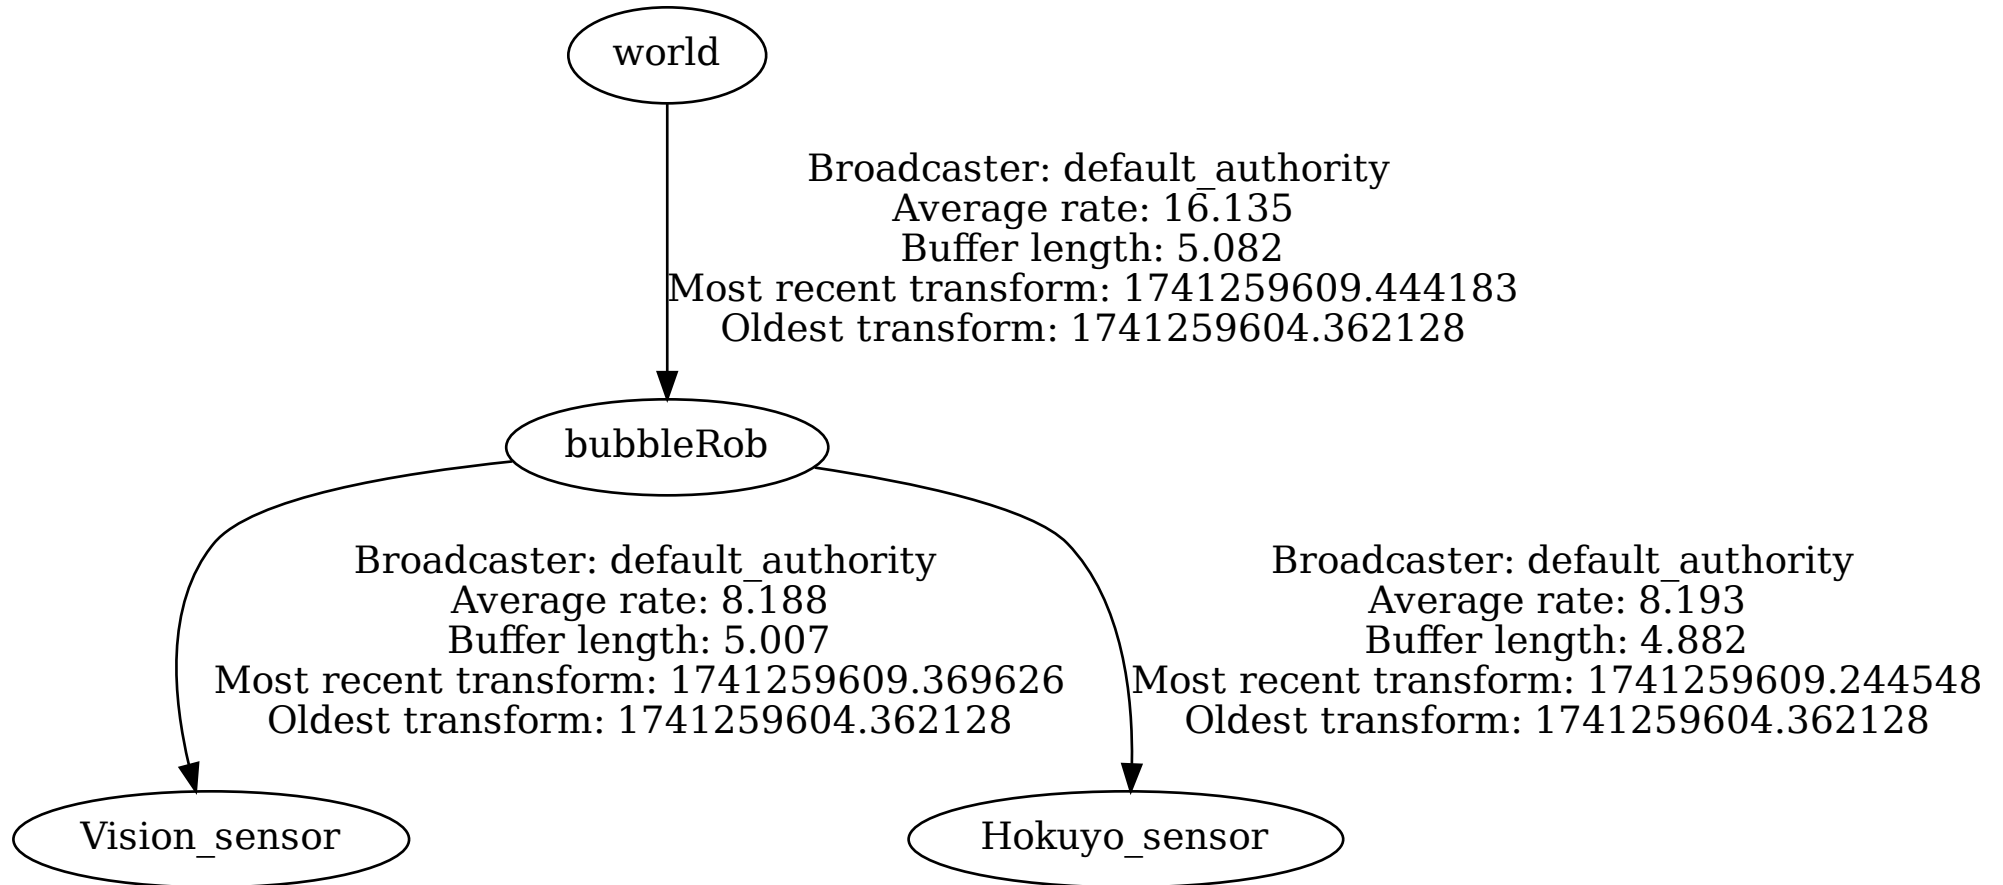 world
Broadcaster: default_authority
Average rate: 16.135
Buffer length: 5.082
Most recent transform: 1741259609.444183
Oldest transform: 1741259604.362128
bubbleRob
Broadcaster: default_authority
Average rate: 8.188
Buffer length: 5.007
Most recent transform: 1741259609.369626
Oldest transform: 1741259604.362128
Broadcaster: default_authority
Average rate: 8.193
Buffer length: 4.882
Most recent transform: 1741259609.244548
Oldest transform: 1741259604.362128
Vision_sensor
Hokuyo_sensor